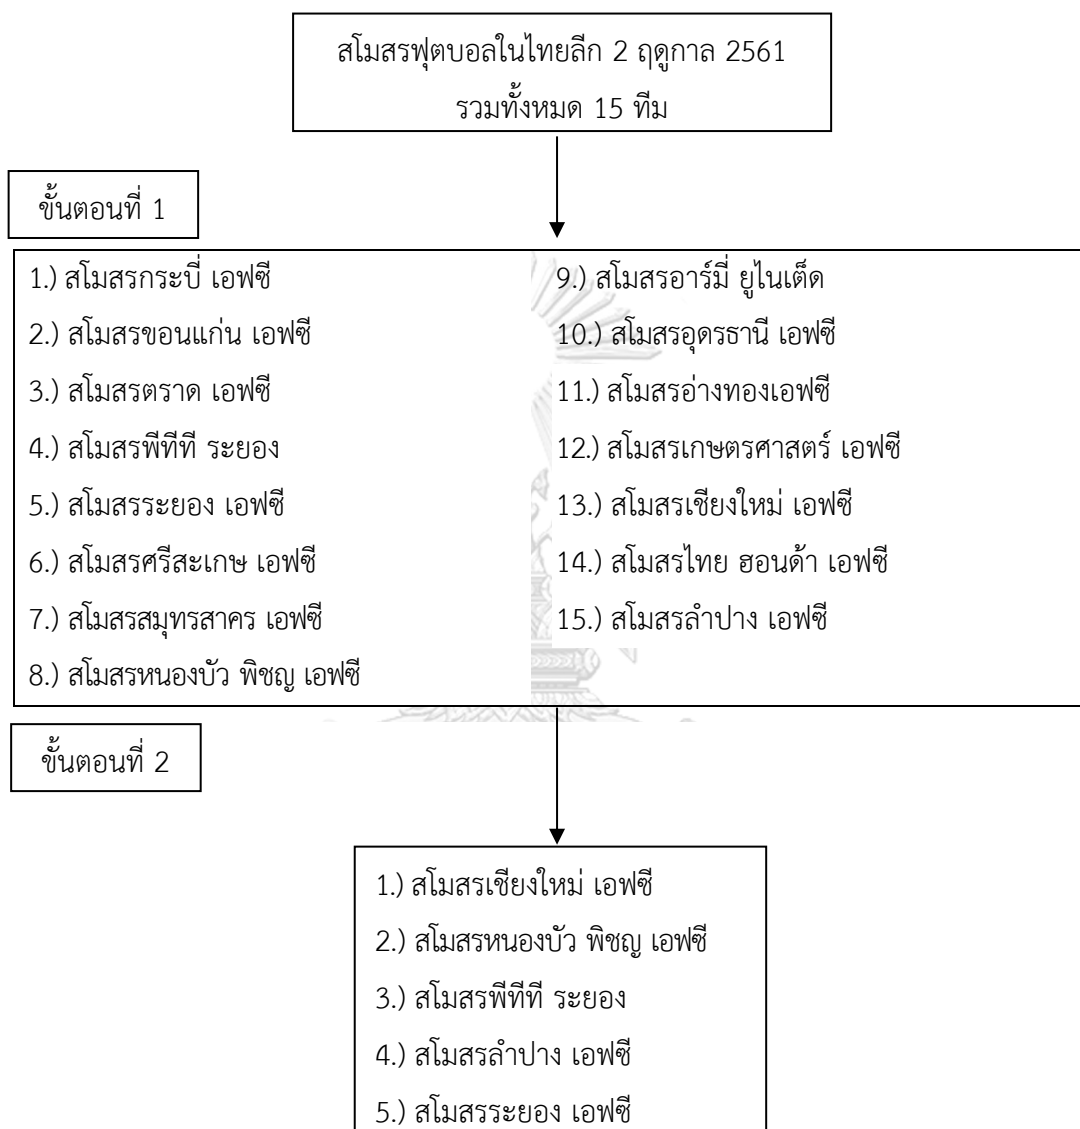 สโมสรฟุตบอลในไทยลีก 2 ฤดูกาล 2561
รวมทั้งหมด 15 ทีม
ขั้นตอนที่ 1
1.) สโมสรกระบี่ เอฟซี
2.) สโมสรขอนแก่น เอฟซี
3.) สโมสรตราด เอฟซี
4.) สโมสรพีทีที ระยอง
5.) สโมสรระยอง เอฟซี
6.) สโมสรศรีสะเกษ เอฟซี
7.) สโมสรสมุทรสาคร เอฟซี
8.) สโมสรหนองบัว พิชญ เอฟซี
9.) สโมสรอาร์มี่ ยูไนเต็ด
10.) สโมสรอุดรธานี เอฟซี
11.) สโมสรอ่างทองเอฟซี
12.) สโมสรเกษตรศาสตร์ เอฟซี
13.) สโมสรเชียงใหม่ เอฟซี
14.) สโมสรไทย ฮอนด้า เอฟซี
15.) สโมสรลำปาง เอฟซี
ขั้นตอนที่ 2
1.) สโมสรเชียงใหม่ เอฟซี
2.) สโมสรหนองบัว พิชญ เอฟซี
3.) สโมสรพีทีที ระยอง
4.) สโมสรลำปาง เอฟซี
5.) สโมสรระยอง เอฟซี